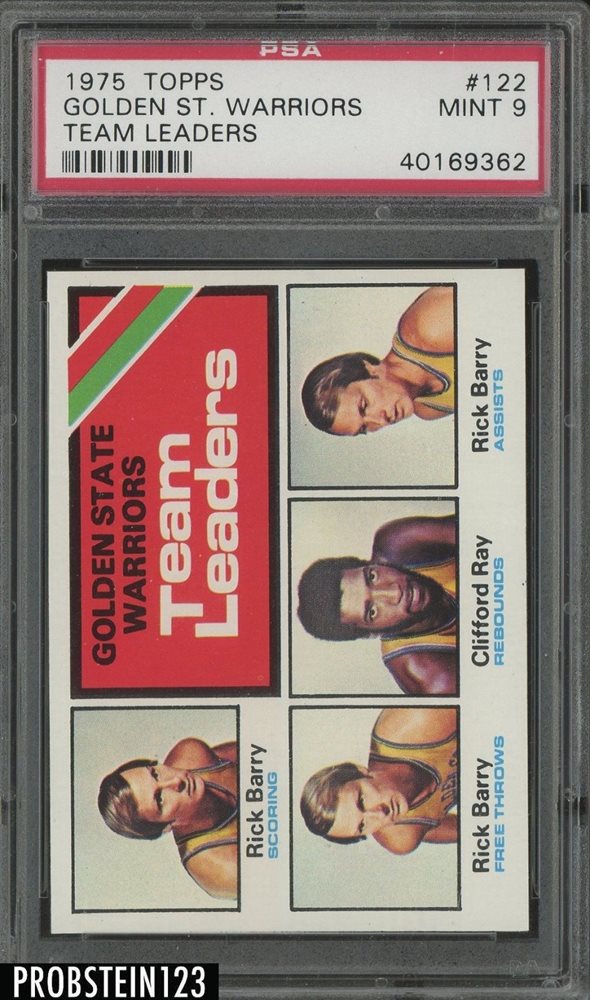 PSA
1975 TOPPS #122
GOLDEN ST. WARRIORS MINT 9
TEAM LEADERS
40169362
GOLDEN STATE
WARRIORS
Team
Leaders
Rick Barry
SCORING
Rick Barry
FREE THROWS
Clifford Ray
REBOUNDS
Rick Barry
ASSISTS
PROBSTEIN123